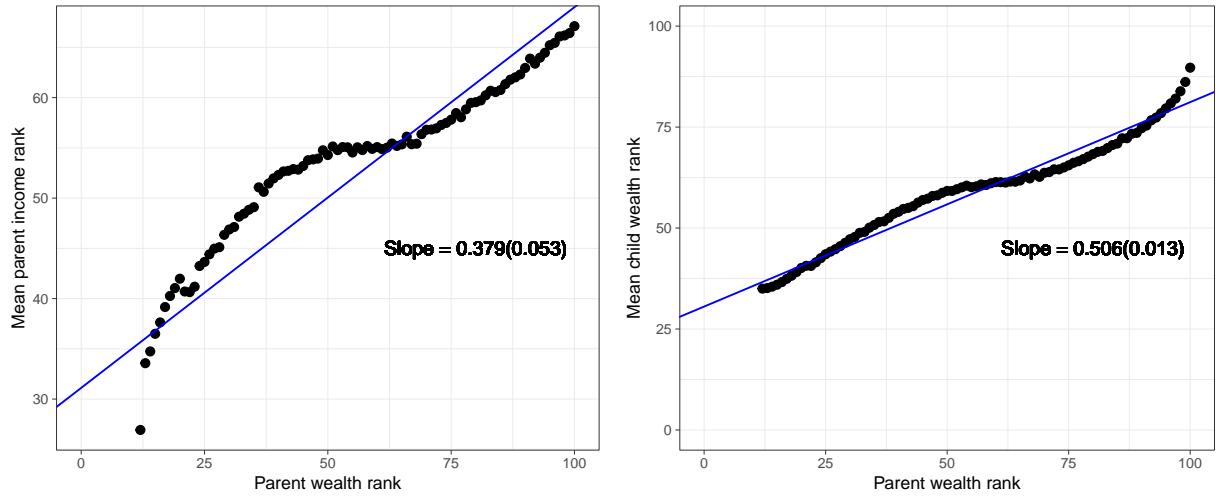 60
50
40
30
Mean parent income rank
Slope = 0.379(0.053)
0 25 50 75 100
Parent wealth rank
100
75
50
25
0
Mean child wealth rank
Slope = 0.506(0.013)
0 25 50 75 100
Parent wealth rank